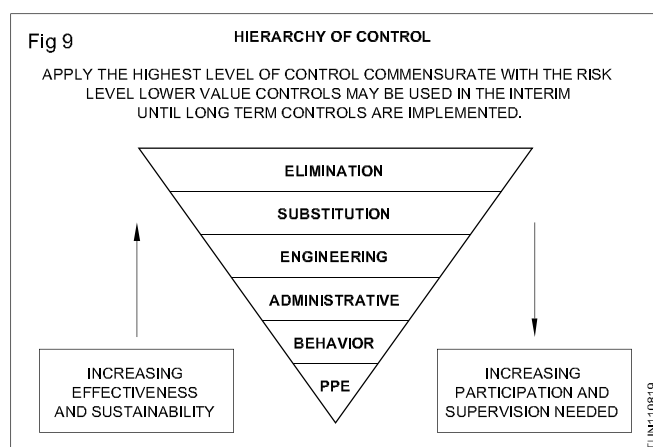 Fig 9
HIERARCHY OF CONTROL
APPLY THE HIGHEST LEVEL OF CONTROL COMMENSURATE WITH THE RISK
LEVEL LOWER VALUE CONTROLS MAY BE USED IN THE INTERIM
UNTIL LONG TERM CONTROLS ARE IMPLEMENTED.
ELIMINATION
SUBSTITUTION
ENGINEERING
ADMINISTRATIVE
BEHAVIOR
PPE
INCREASING
EFFECTIVENESS
AND SUSTAINABILITY
INCREASING
PARTICIPATION AND
SUPERVISION NEEDED